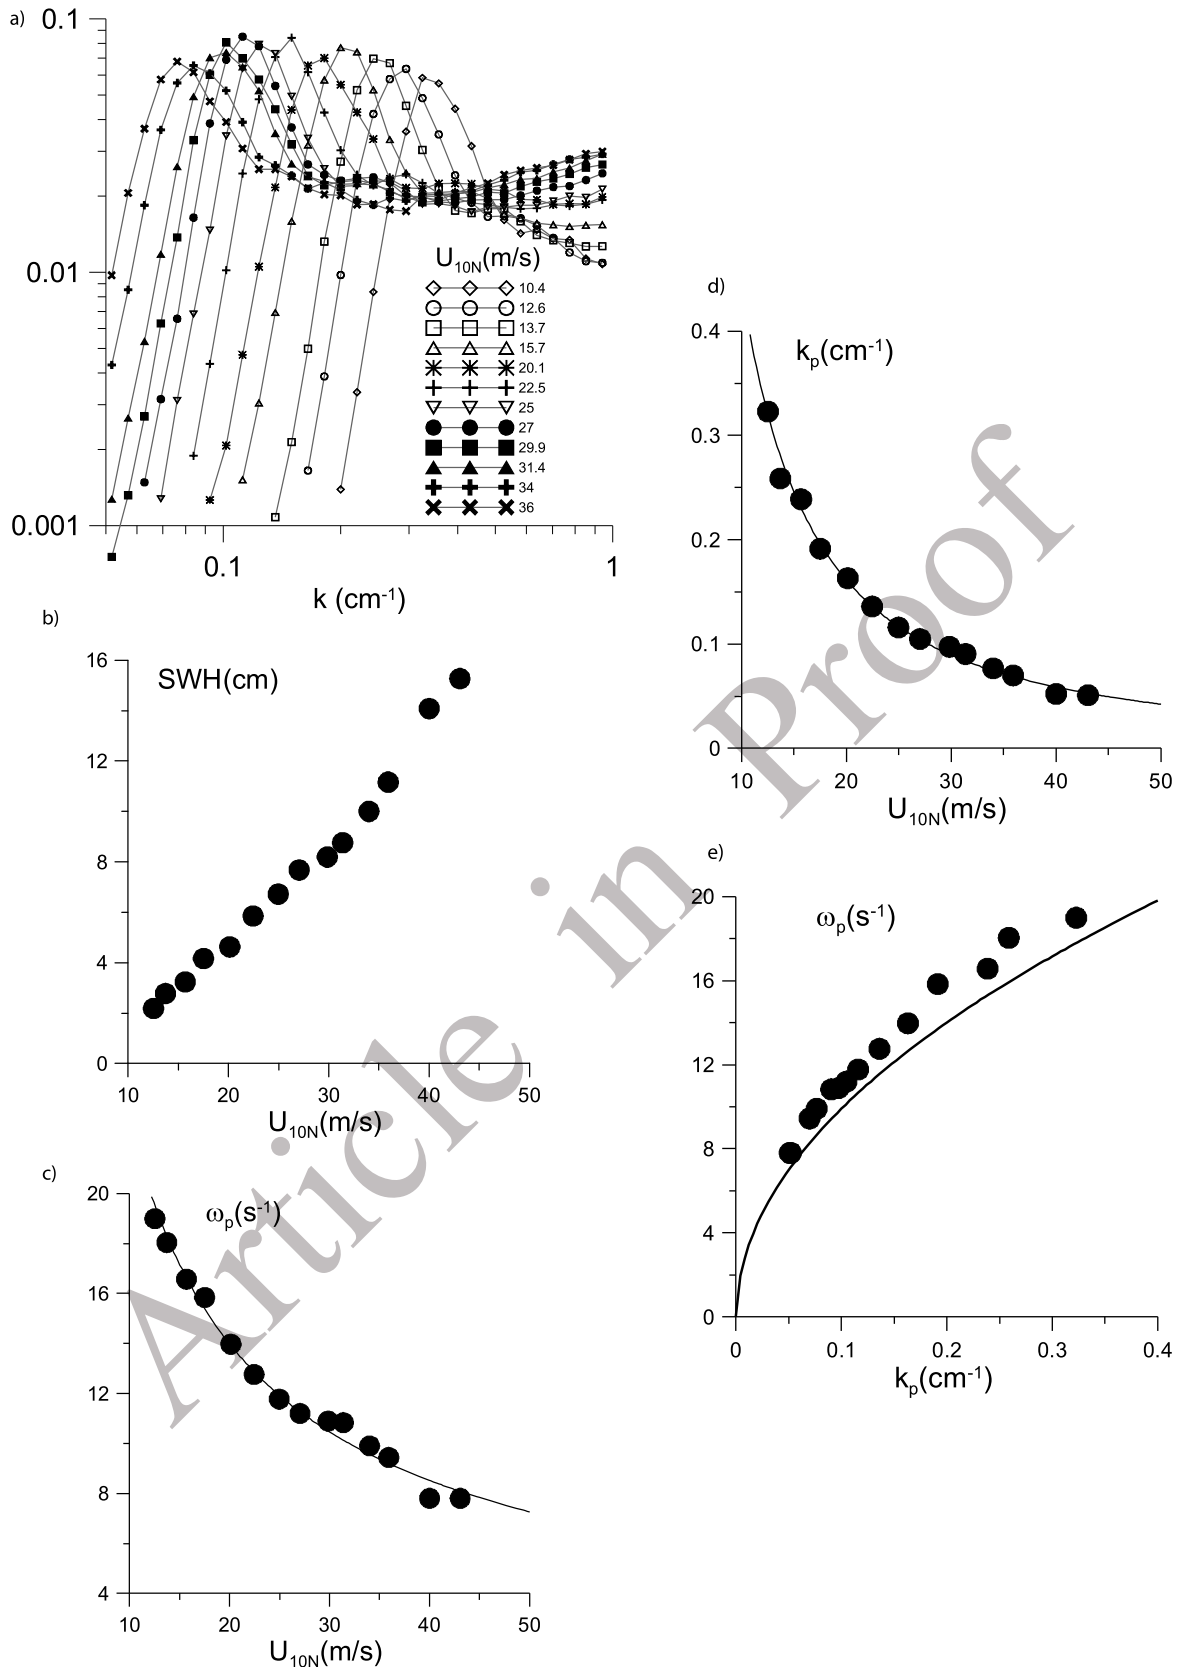 a)
0.1
0.01
0.001
0.1 1
k (cm-1)
U10N(m/s)
10.4
12.6
13.7
15.7
20.1
22.5
25
27
29.9
31.4
34
36
b)
SWH(cm)
16
12
8
4
0
10 20 30 40 50
U10N(m/s)
c)
ωp(s-1)
20
16
12
8
4
10 20 30 40 50
U10N(m/s)
d)
kp(cm-1)
0.4
0.3
0.2
0.1
0
10 20 30 40 50
U10N(m/s)
e)
ωp(s-1)
20
16
12
8
4
0
0 0.1 0.2 0.3 0.4
kp(cm-1)
Article in Proof